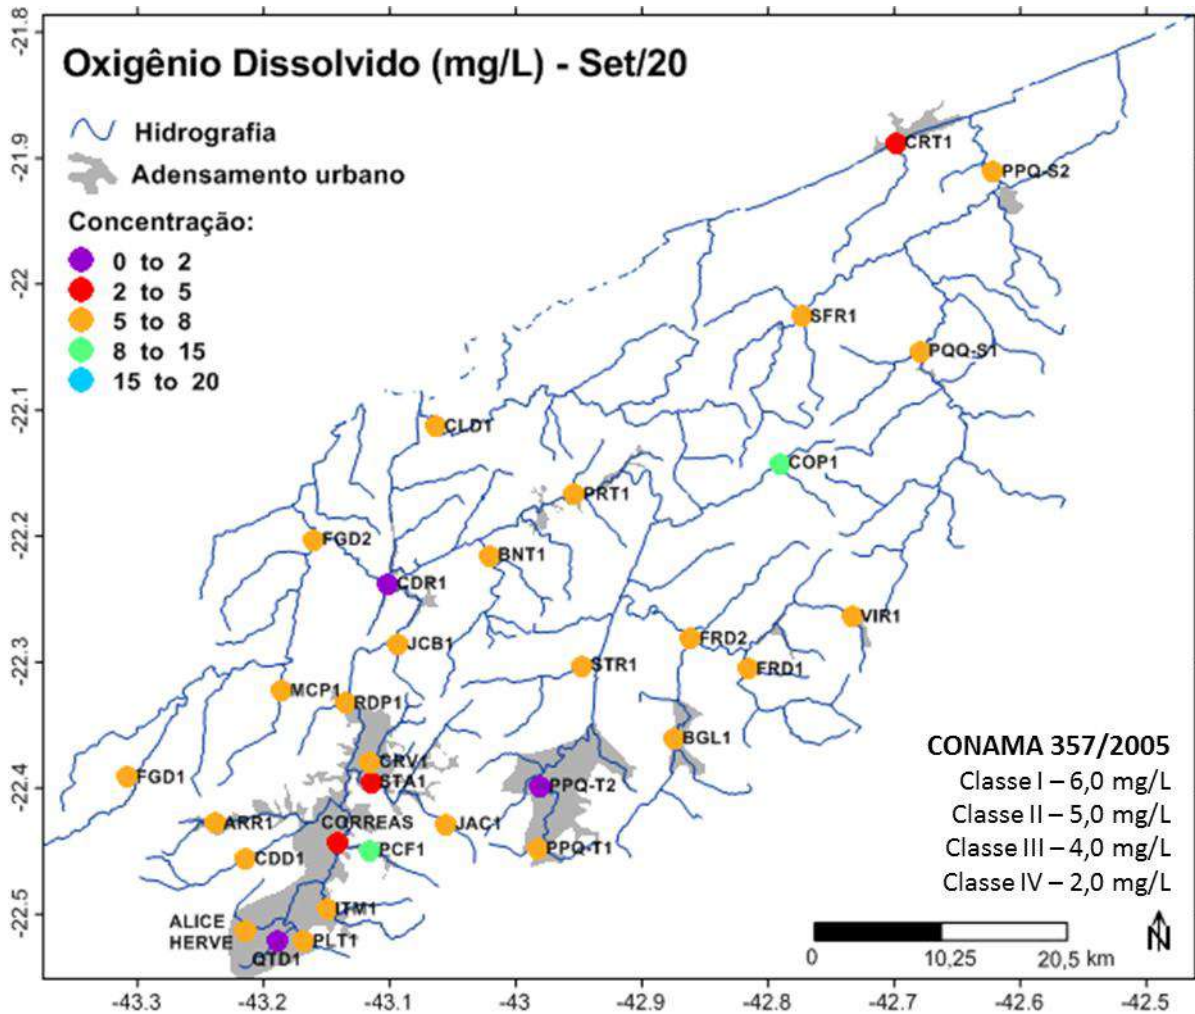 Oxigênio Dissolvido (mg/L) - Set/20
Hidrografia
Adensamento urbano
Concentração:
0 to 2
2 to 5
5 to 8
8 to 15
15 to 20
CRT1
PPQ-S2
SFR1
PQQ-S1
CLD1
COP1
PRT1
FGD2
BNT1
CDR1
VIR1
FRD2
JCB1
STR1
FRD1
MCP1
RDP1
BGL1
CRV1
FGD1
STA1
PPQ-T2
CORREAS
ARR1
JAC1
PCF1
PPQ-T1
CDD1
ITM1
ALICE
HERVE
PLT1
QTD1
CONAMA 357/2005
Classe I – 6,0 mg/L
Classe II – 5,0 mg/L
Classe III – 4,0 mg/L
Classe IV – 2,0 mg/L
N
0 10,25 20,5 km
-21.8
-21.9
-22
-22.1
-22.2
-22.3
-22.4
-22.5
-43.3 -43.2 -43.1 -43 -42.9 -42.8 -42.7 -42.6 -42.5